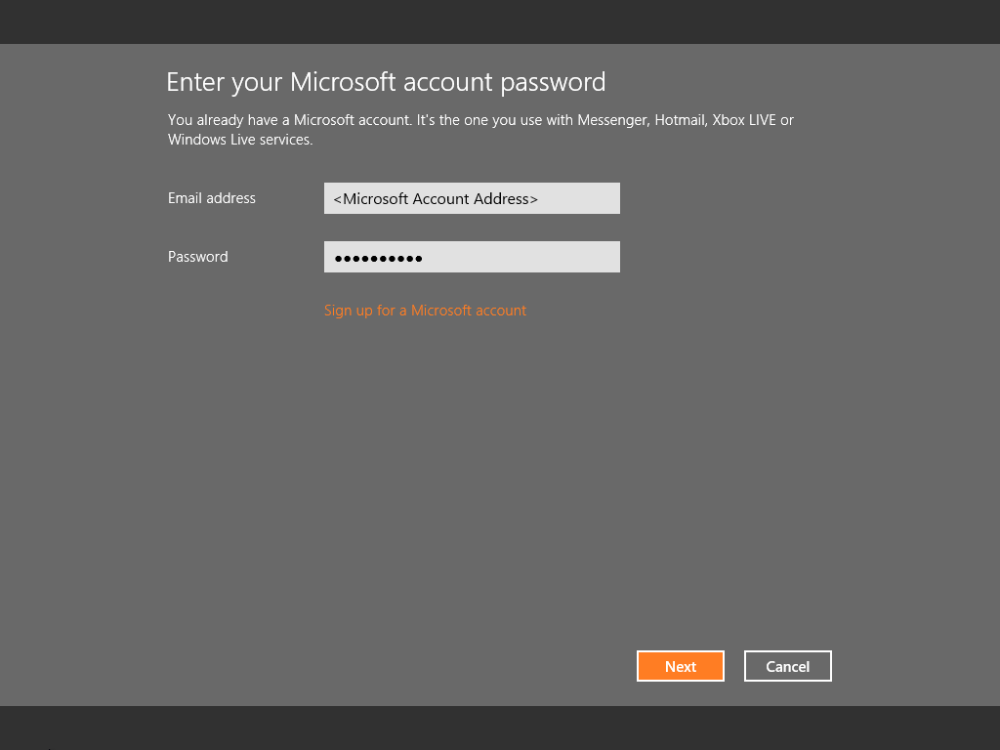 Enter your Microsoft account password
You already have a Microsoft account. It's the one you use with Messenger, Hotmail, Xbox LIVE or
Windows Live services.
Email address
<Microsoft Account Address>
Password
●●●●●●●●●●
Sign up for a Microsoft account
Next
Cancel